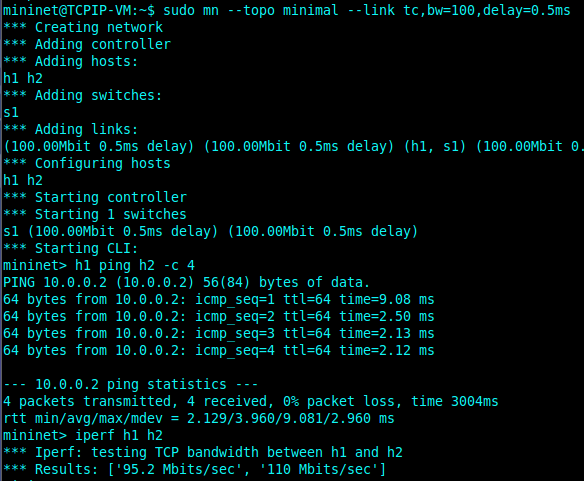 mininet@TCPIP-VM:~$ sudo mn --topo minimal --link tc,bw=100,delay=0.5ms
*** Creating network
*** Adding controller
*** Adding hosts:
h1 h2
*** Adding switches:
s1
*** Adding links:
(100.00Mbit 0.5ms delay) (100.00Mbit 0.5ms delay) (h1, s1) (100.00Mbit 0.
*** Configuring hosts
h1 h2
*** Starting controller
*** Starting 1 switches
s1 (100.00Mbit 0.5ms delay) (100.00Mbit 0.5ms delay)
*** Starting CLI:
mininet> h1 ping h2 -c 4
PING 10.0.0.2 (10.0.0.2) 56(84) bytes of data.
64 bytes from 10.0.0.2: icmp_seq=1 ttl=64 time=9.08 ms
64 bytes from 10.0.0.2: icmp_seq=2 ttl=64 time=2.50 ms
64 bytes from 10.0.0.2: icmp_seq=3 ttl=64 time=2.13 ms
64 bytes from 10.0.0.2: icmp_seq=4 ttl=64 time=2.12 ms

--- 10.0.0.2 ping statistics ---
4 packets transmitted, 4 received, 0% packet loss, time 3004ms
rtt min/avg/max/mdev = 2.129/3.960/9.081/2.960 ms
mininet> iperf h1 h2
*** Iperf: testing TCP bandwidth between h1 and h2
*** Results: ['95.2 Mbits/sec', '110 Mbits/sec']